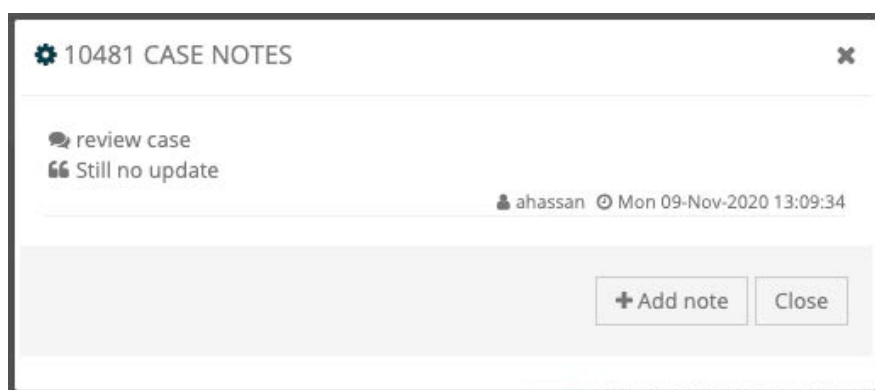 10481 CASE NOTES
review case
Still no update
ahassan Mon 09-Nov-2020 13:09:34
Add note Close